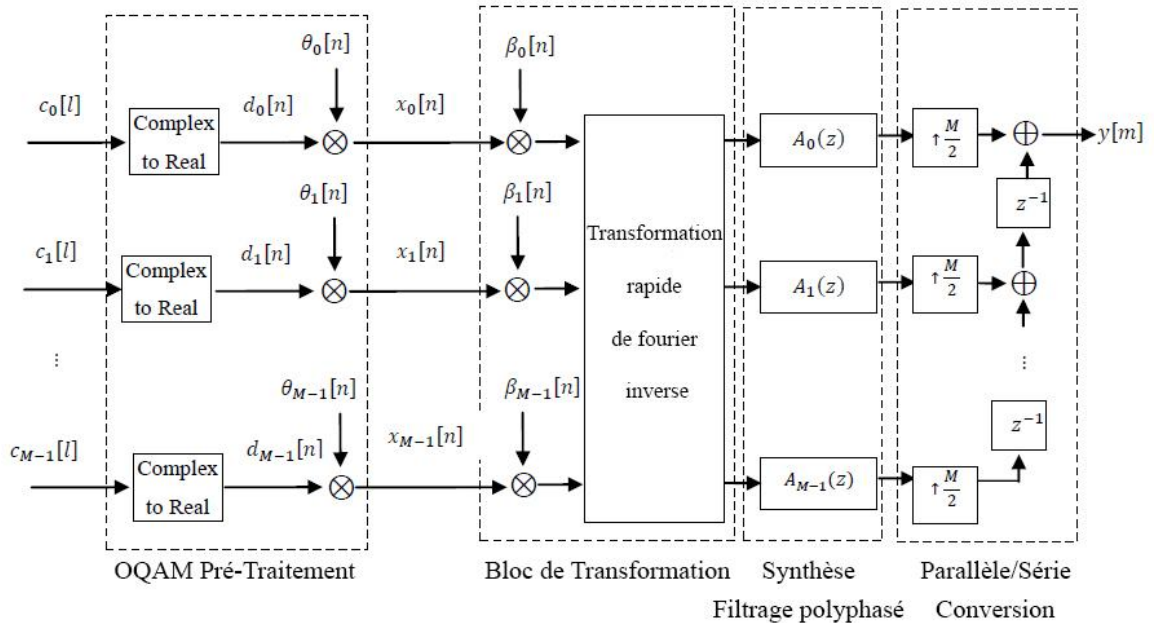 θ₀[n]
β₀[n]
c₀[l]
Complex
to Real
d₀[n]
x₀[n]
A₀(z)
↑ M/2
y[m]
z⁻¹
θ₁[n]
β₁[n]
c₁[l]
Complex
to Real
d₁[n]
x₁[n]
Transformation
rapide
de fourier
inverse
A₁(z)
↑ M/2
⋮
⋮
θ_{M−1}[n]
β_{M−1}[n]
z⁻¹
c_{M−1}[l]
Complex
to Real
d_{M−1}[n]
x_{M−1}[n]
A_{M−1}(z)
↑ M/2
OQAM Pré-Traitement
Bloc de Transformation
Synthèse
Filtrage polyphasé
Parallèle/Série
Conversion